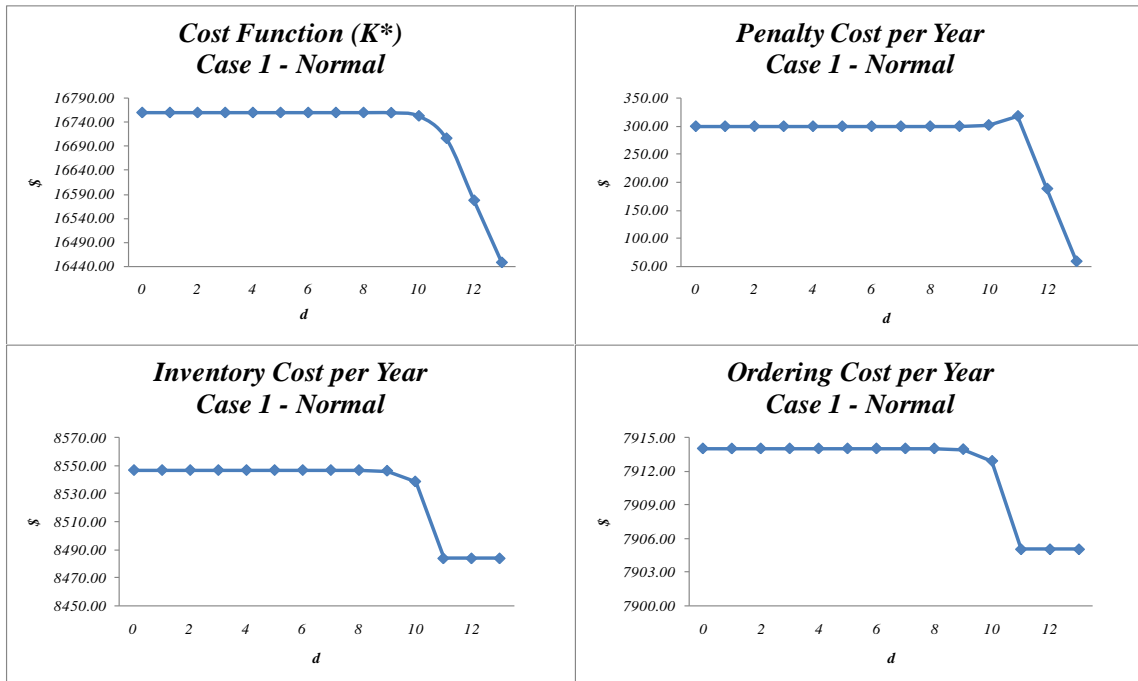 Cost Function (K*)
Case 1 - Normal
16790.00
16740.00
16690.00
16640.00
16590.00
16540.00
16490.00
16440.00
$
0 2 4 6 8 10 12
d
Penalty Cost per Year
Case 1 - Normal
350.00
300.00
250.00
200.00
150.00
100.00
50.00
$
0 2 4 6 8 10 12
d
Inventory Cost per Year
Case 1 - Normal
8570.00
8550.00
8530.00
8510.00
8490.00
8470.00
8450.00
$
0 2 4 6 8 10 12
d
Ordering Cost per Year
Case 1 - Normal
7915.00
7912.00
7909.00
7906.00
7903.00
7900.00
$
0 2 4 6 8 10 12
d